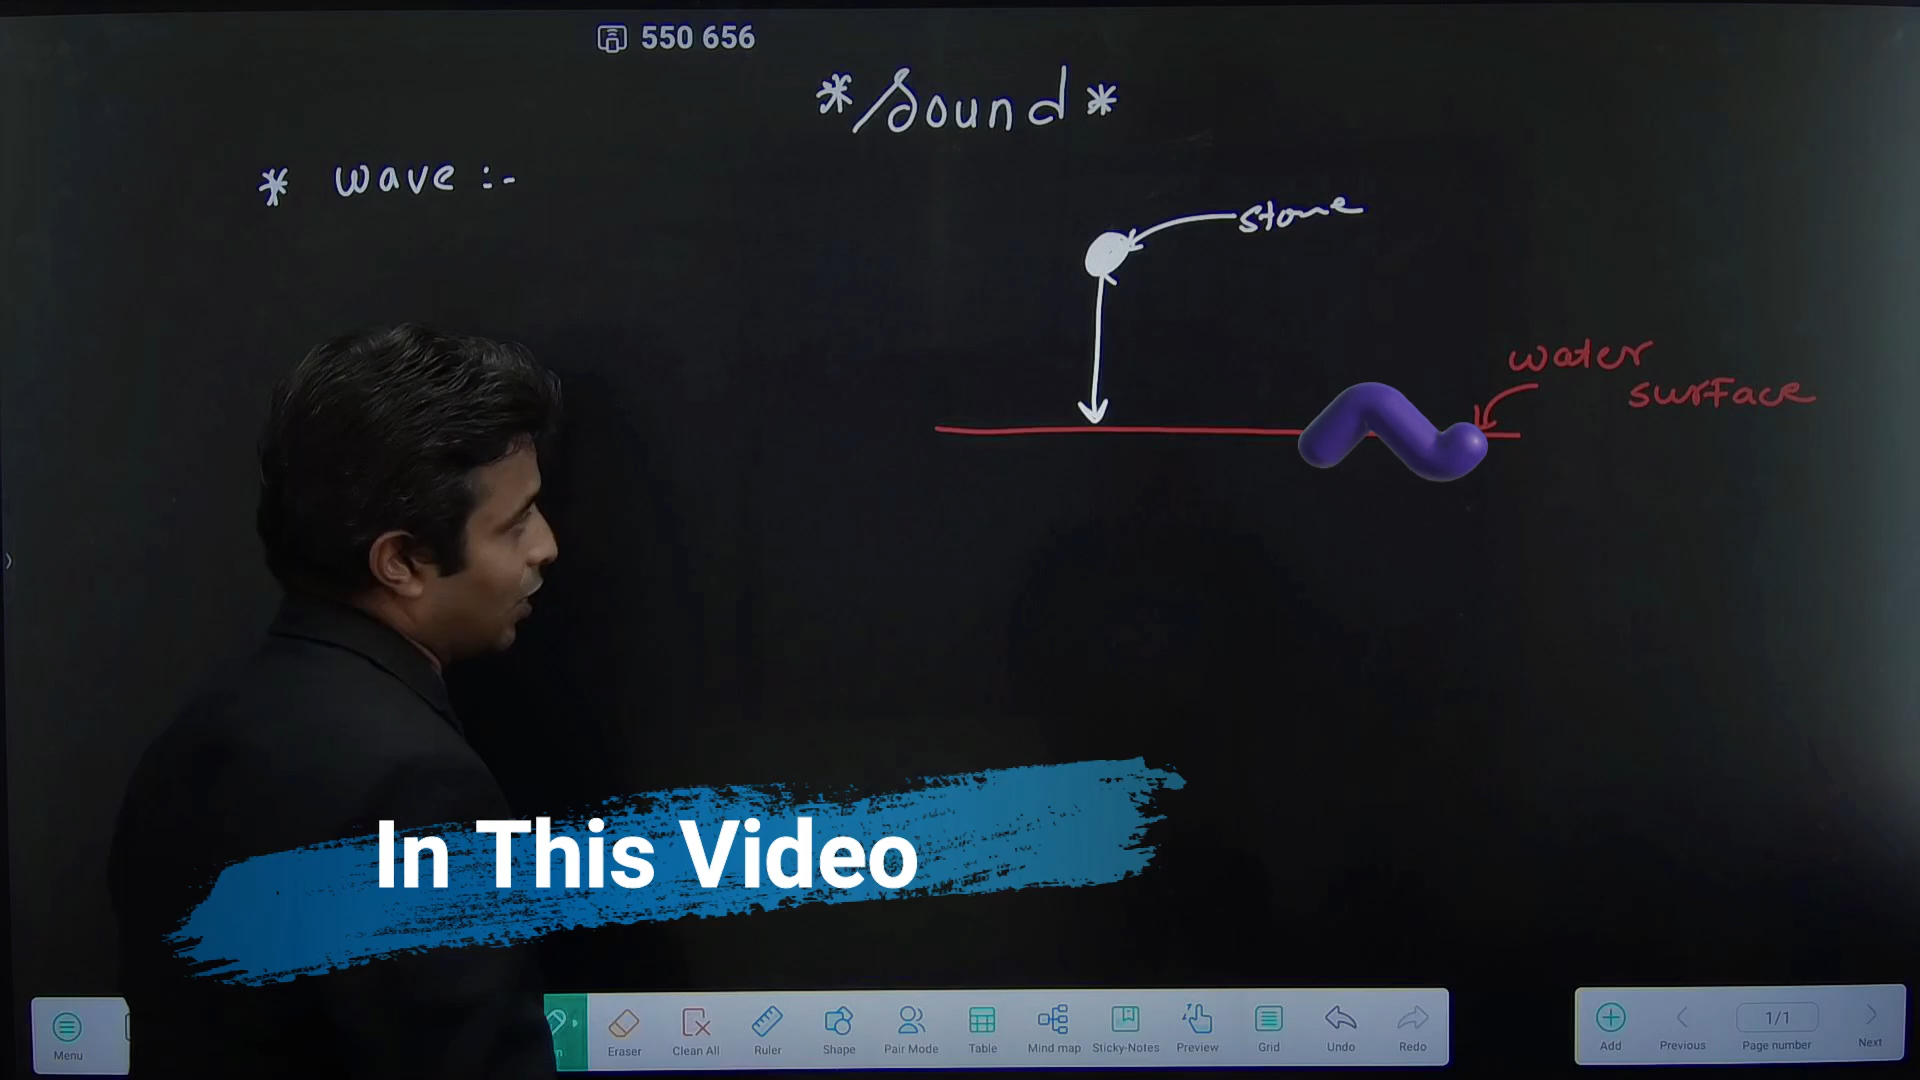 550 656
* Sound *
* wave :-
stone
water
surface
In This Video
Menu
Eraser
Clean All
Ruler
Shape
Pair Mode
Table
Mind map
Sticky-Notes
Preview
Grid
Undo
Redo
Add
Previous
1/1
Page number
Next